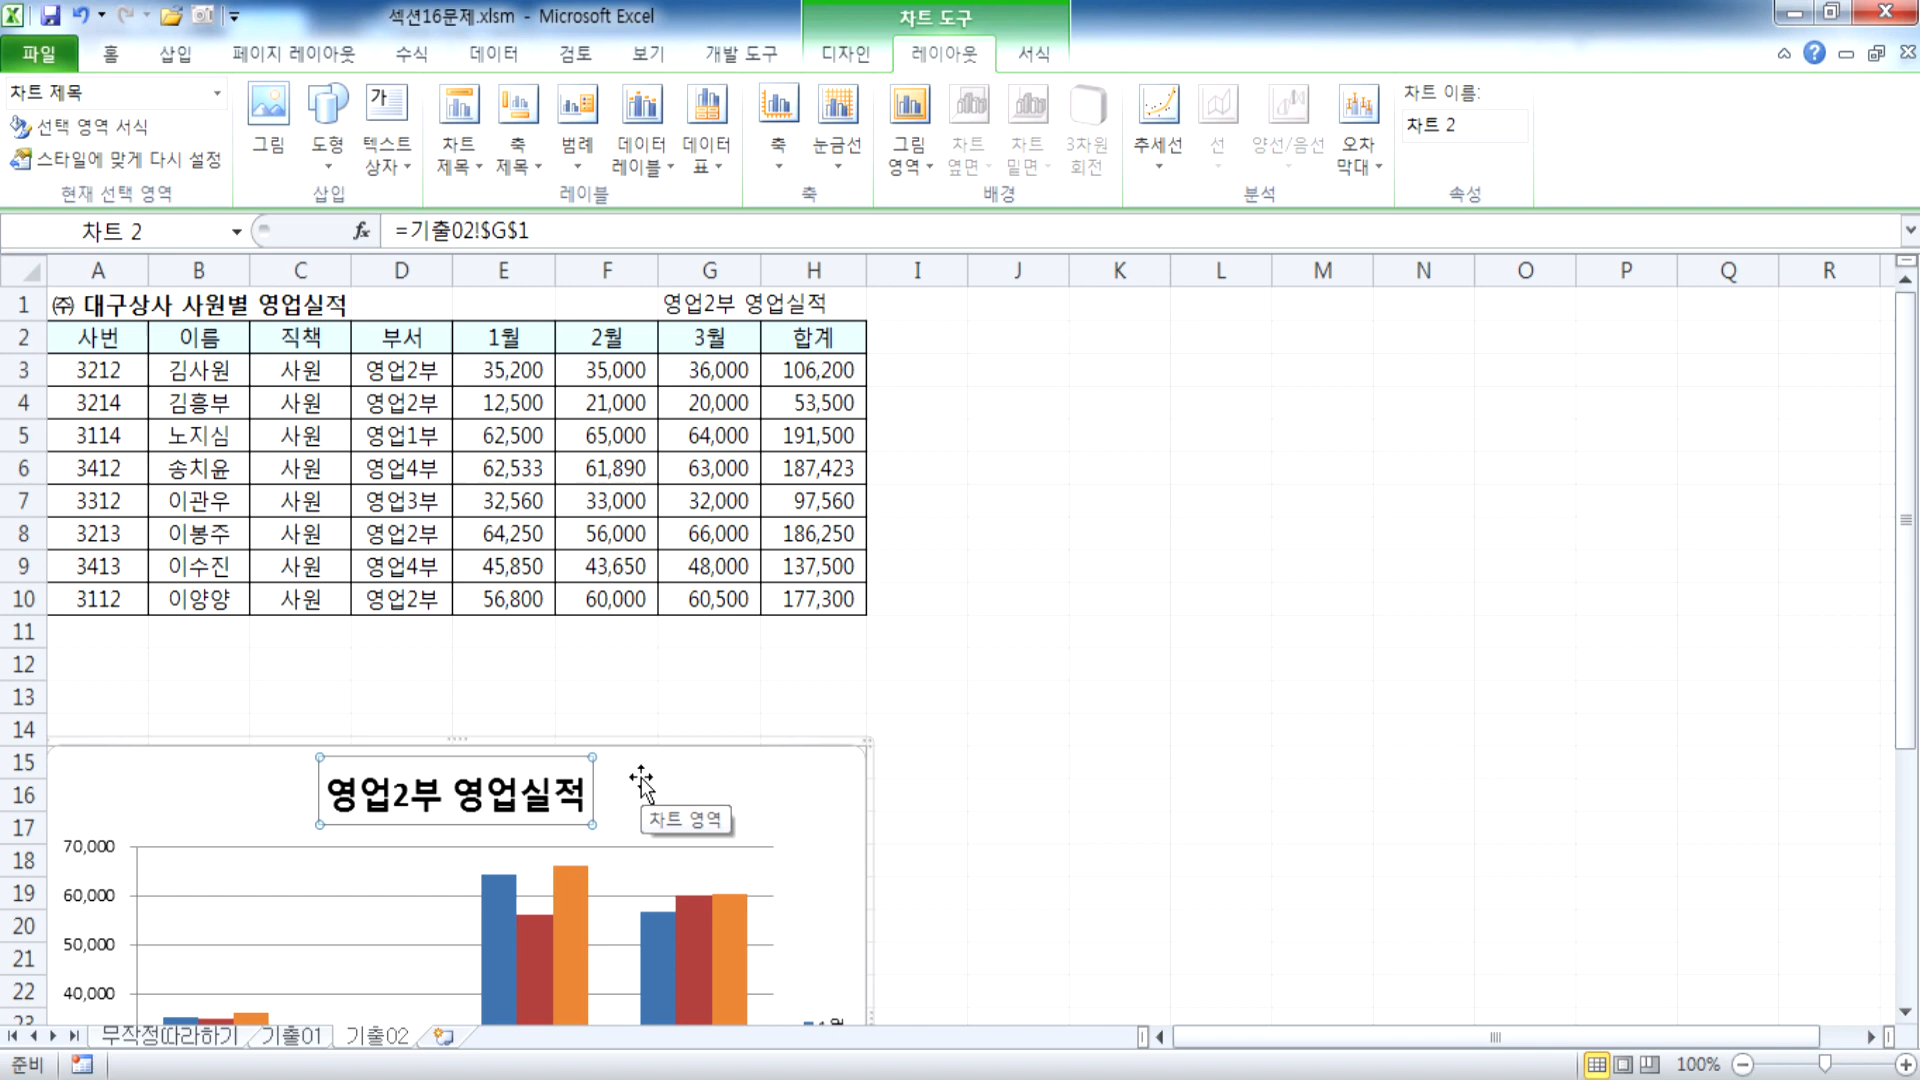 섹션16문제.xlsm - Microsoft Excel
차트 도구
파일 홈 삽입 페이지 레이아웃 수식 데이터 검토 보기 개발 도구 디자인 레이아웃 서식
차트 제목
선택 영역 서식
스타일에 맞게 다시 설정
현재 선택 영역
그림 도형 텍스트 상자
삽입
차트 제목 축 제목 범례 데이터 레이블 데이터 표
레이블
축 눈금선
축
그림 영역 차트 옆면 차트 밑면 3차원 회전
배경
추세선 선 양선/음선 오차 막대
분석
차트 이름:
차트 2
속성
차트 2 fx =기출02!$G$1
A B C D E F G H I J K L M N O P Q R
1 ㈜ 대구상사 사원별 영업실적 영업2부 영업실적
2 사번 이름 직책 부서 1월 2월 3월 합계
3 3212 김사원 사원 영업2부 35,200 35,000 36,000 106,200
4 3214 김흥부 사원 영업2부 12,500 21,000 20,000 53,500
5 3114 노지심 사원 영업1부 62,500 65,000 64,000 191,500
6 3412 송치윤 사원 영업4부 62,533 61,890 63,000 187,423
7 3312 이관우 사원 영업3부 32,560 33,000 32,000 97,560
8 3213 이봉주 사원 영업2부 64,250 56,000 66,000 186,250
9 3413 이수진 사원 영업4부 45,850 43,650 48,000 137,500
10 3112 이양양 사원 영업2부 56,800 60,000 60,500 177,300
11
12
13
14
15
16
17
18
19
20
21
22
23
영업2부 영업실적
차트 영역
70,000
60,000
50,000
40,000
1월
무작정따라하기 기출01 기출02
준비 100%